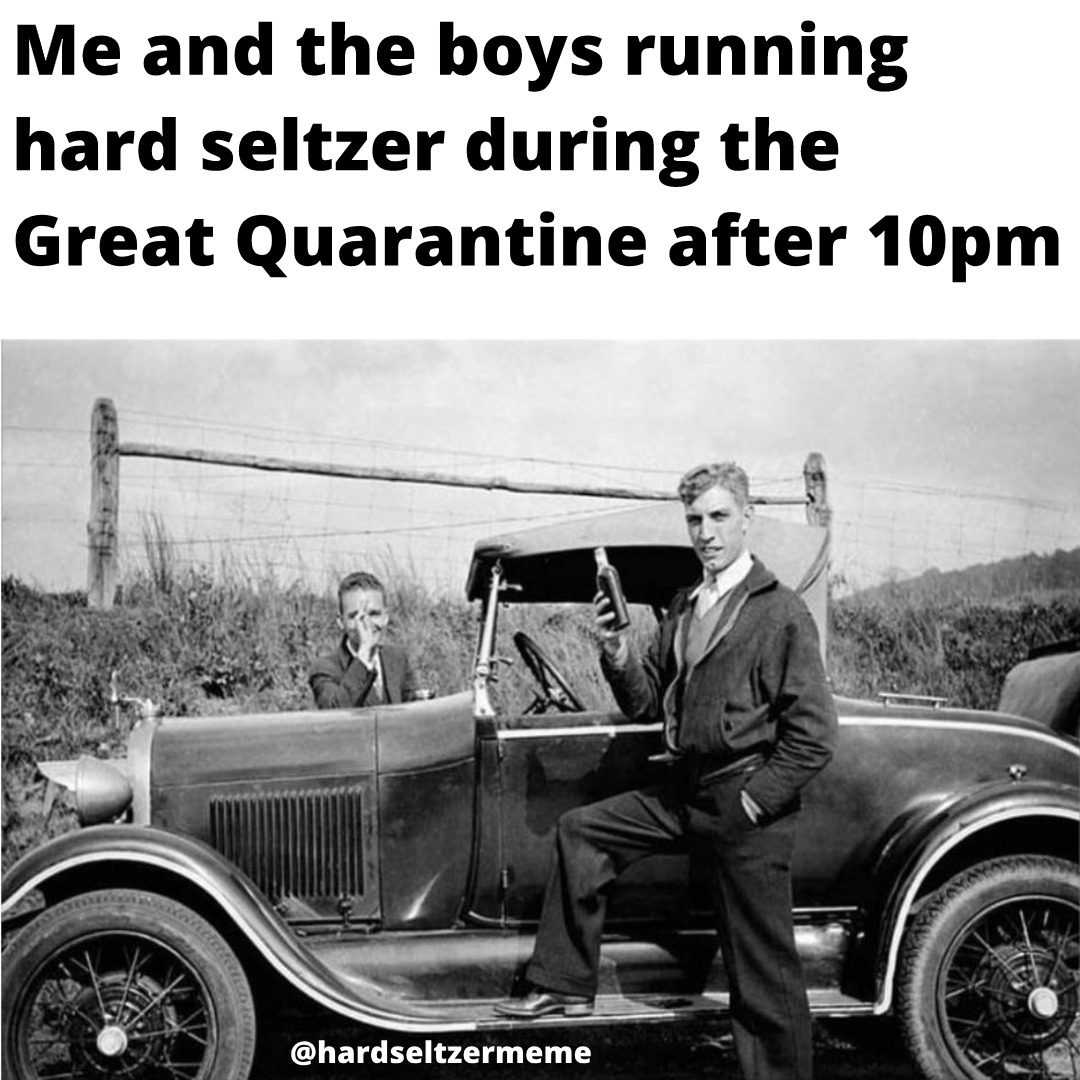 Me and the boys running
hard seltzer during the
Great Quarantine after 10pm
@hardseltzermeme